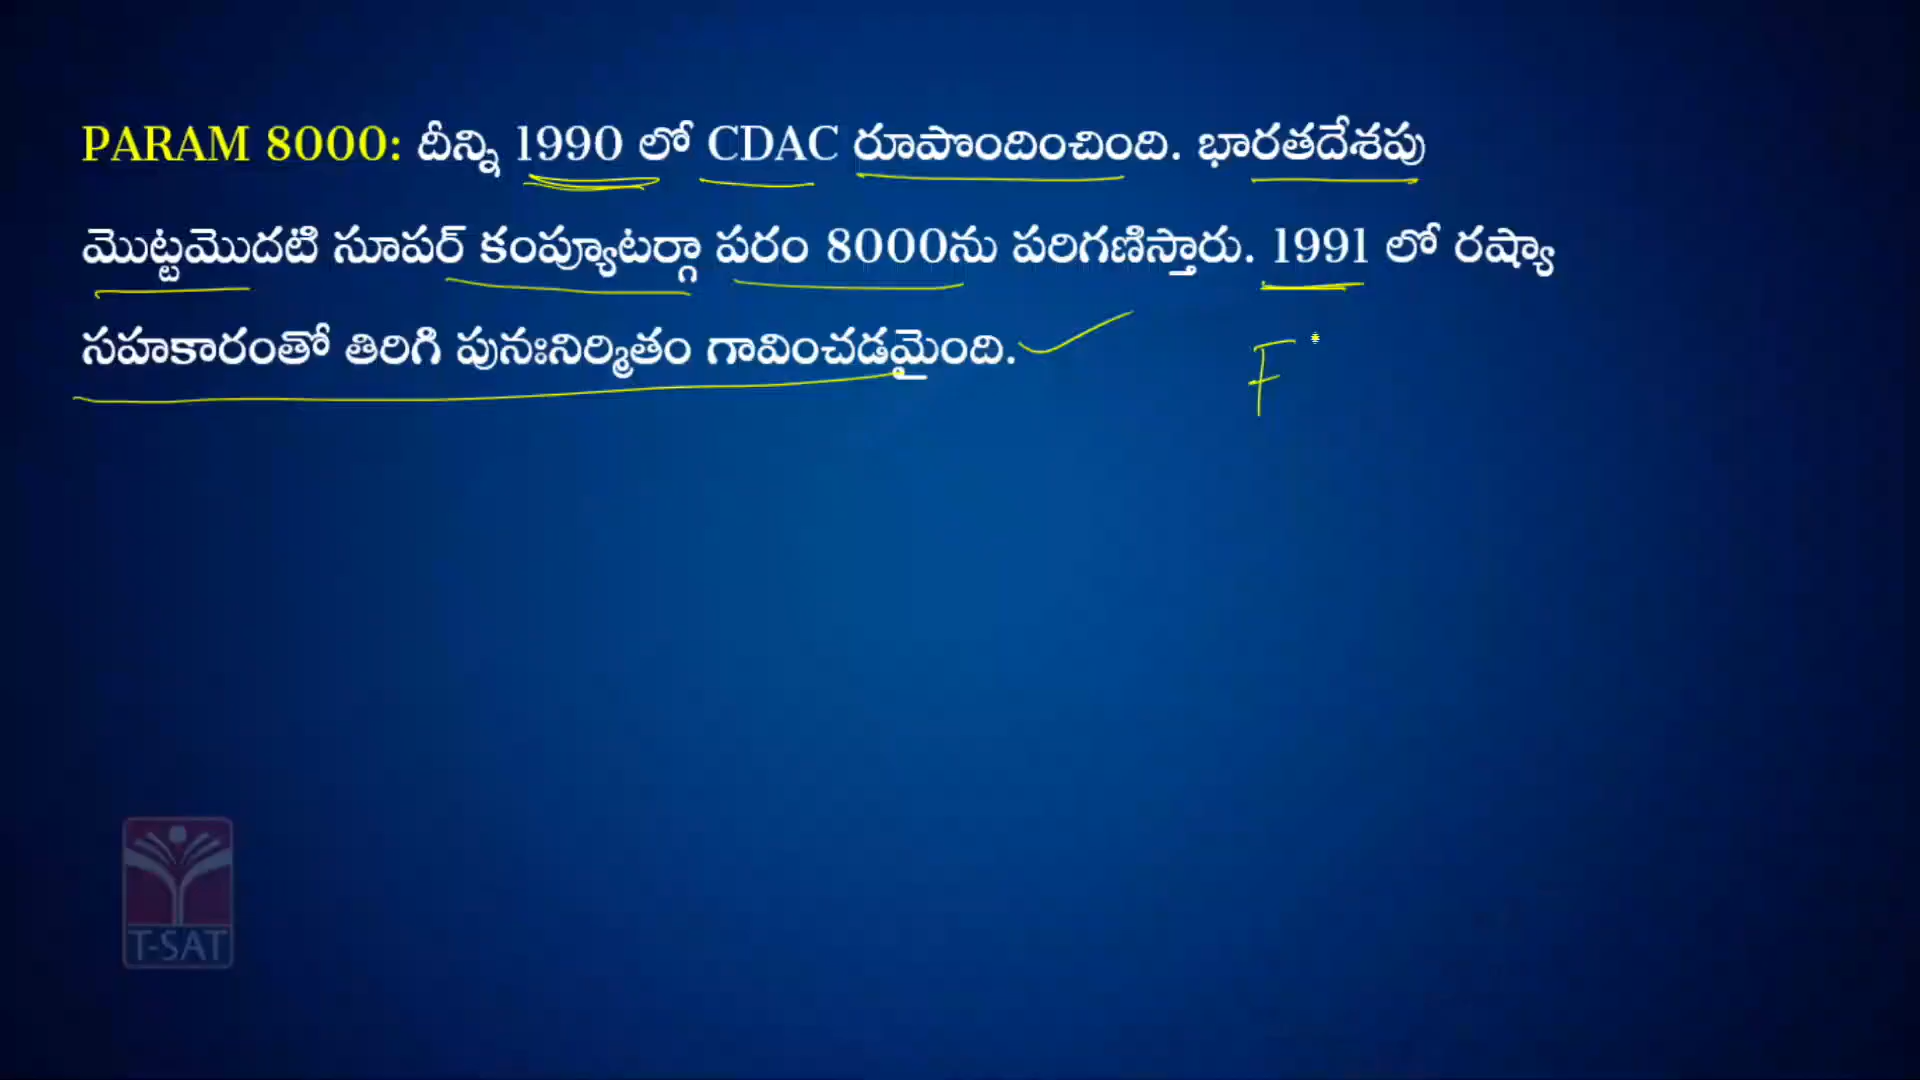 PARAM 8000: దీన్ని 1990 లో CDAC రూపొందించింది. భారతదేశపు
మొట్టమొదటి సూపర్ కంప్యూటర్గా పరం 8000ను పరిగణిస్తారు. 1991 లో రష్యా
సహకారంతో తిరిగి పునఃనిర్మితం గావించడమైంది.
F
T-SAT